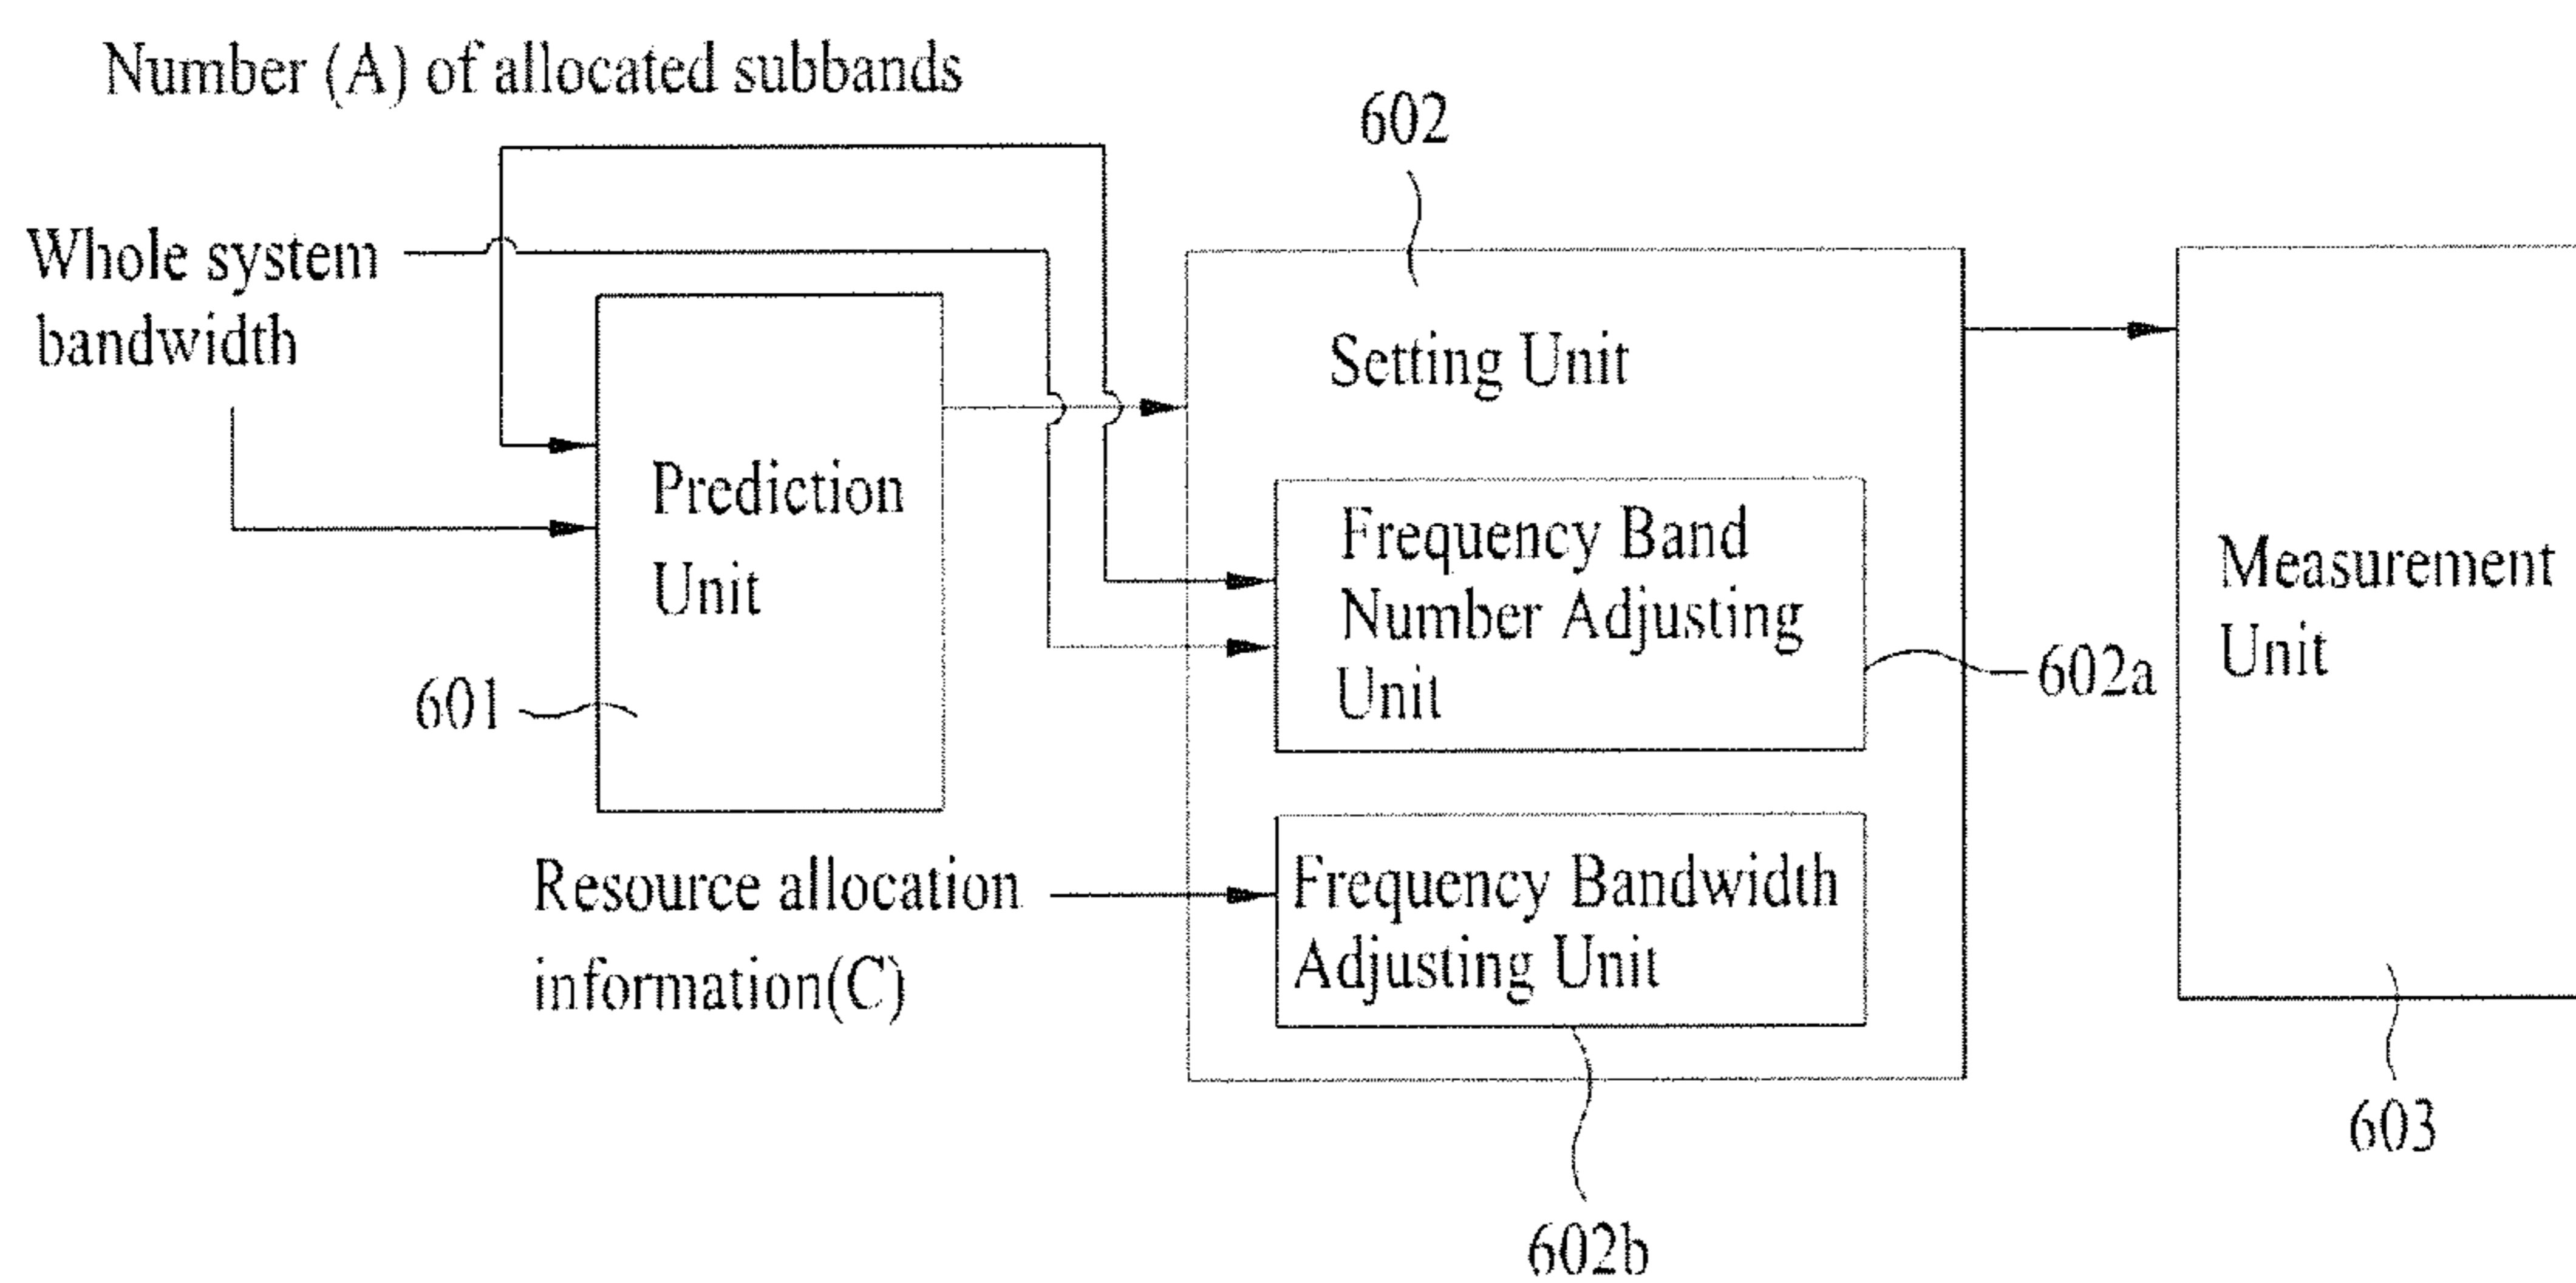 Number (A) of allocated subbands
602
Whole system
bandwidth
Setting Unit
Prediction
Unit
Frequency Band
Number Adjusting
Unit
Measurement
Unit
602a
601
Resource allocation
information(C)
Frequency Bandwidth
Adjusting Unit
603
602b